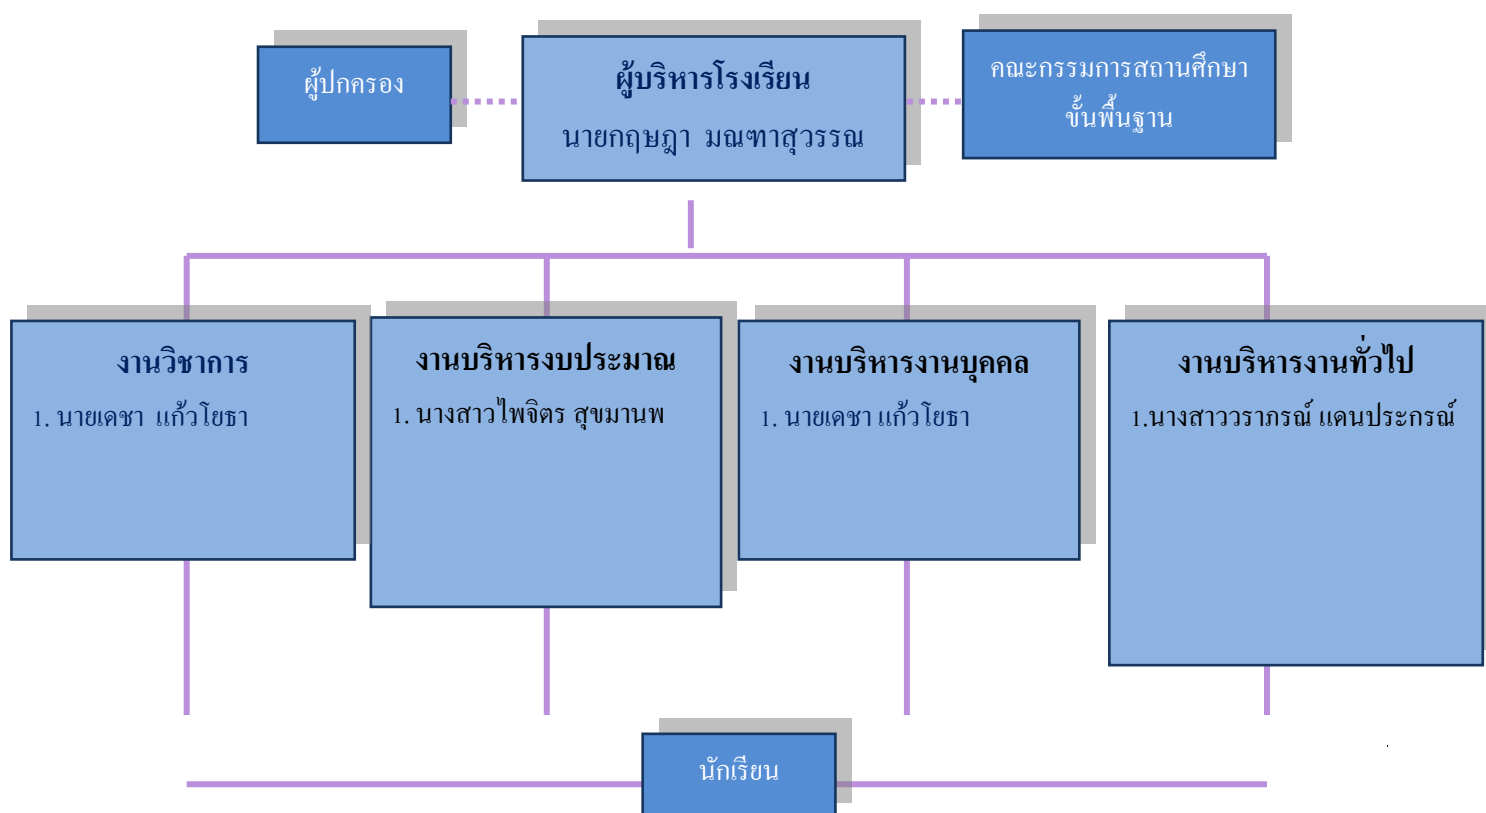 ผู้ปกครอง
ผู้บริหารโรงเรียน
นายกฤษฎา มณฑาสุวรรณ
คณะกรรมการสถานศึกษา
ขั้นพื้นฐาน
งานวิชาการ
1. นายเดชา แก้วโยธา
งานบริหารงบประมาณ
1. นางสาวไพจิตร สุขมานพ
งานบริหารงานบุคคล
1. นายเดชา แก้วโยธา
งานบริหารงานทั่วไป
1.นางสาววราภรณ์ แดนประกรณ์
นักเรียน